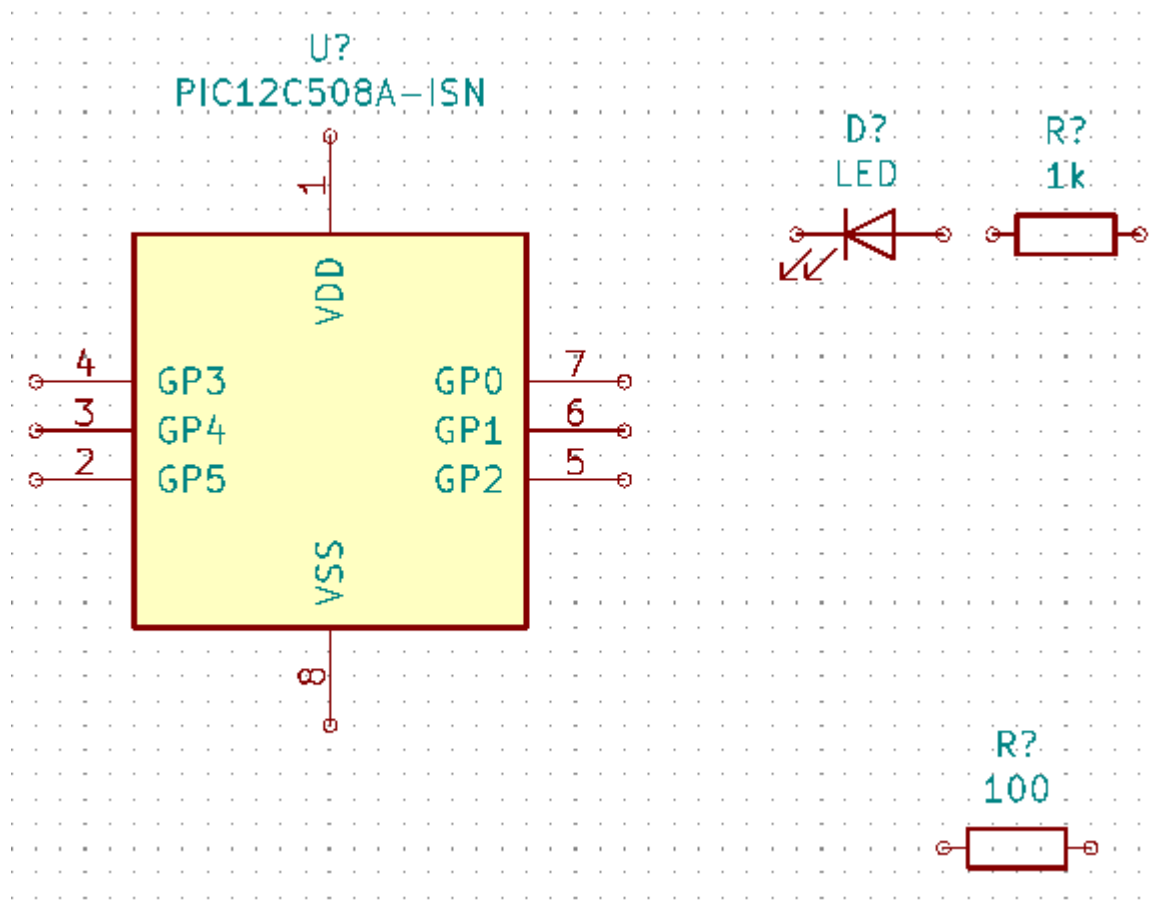 U?
PIC12C508A-ISN
D?
LED
R?
1k
1
VDD
4
GP3
GP0
7
3
GP4
GP1
6
2
GP5
GP2
5
VSS
8
R?
100